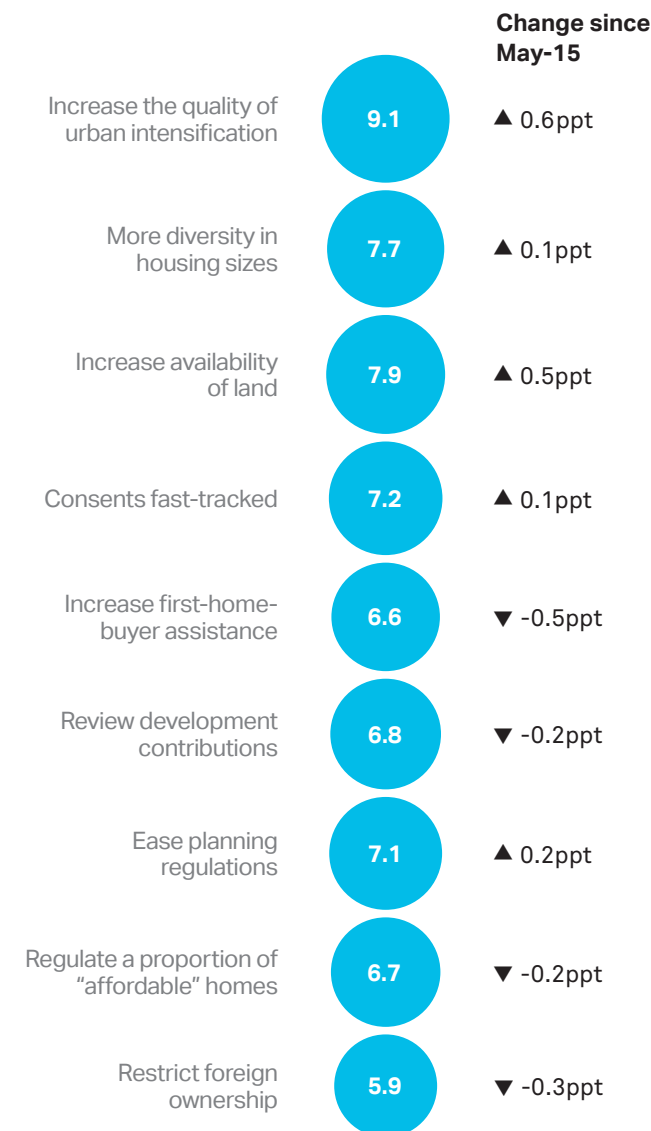 Change since
May-15
Increase the quality of
urban intensification
9.1
▲ 0.6ppt
More diversity in
housing sizes
7.7
▲ 0.1ppt
Increase availability
of land
7.9
▲ 0.5ppt
Consents fast-tracked
7.2
▲ 0.1ppt
Increase first-home-
buyer assistance
6.6
▼ -0.5ppt
Review development
contributions
6.8
▼ -0.2ppt
Ease planning
regulations
7.1
▲ 0.2ppt
Regulate a proportion of
“affordable” homes
6.7
▼ -0.2ppt
Restrict foreign
ownership
5.9
▼ -0.3ppt